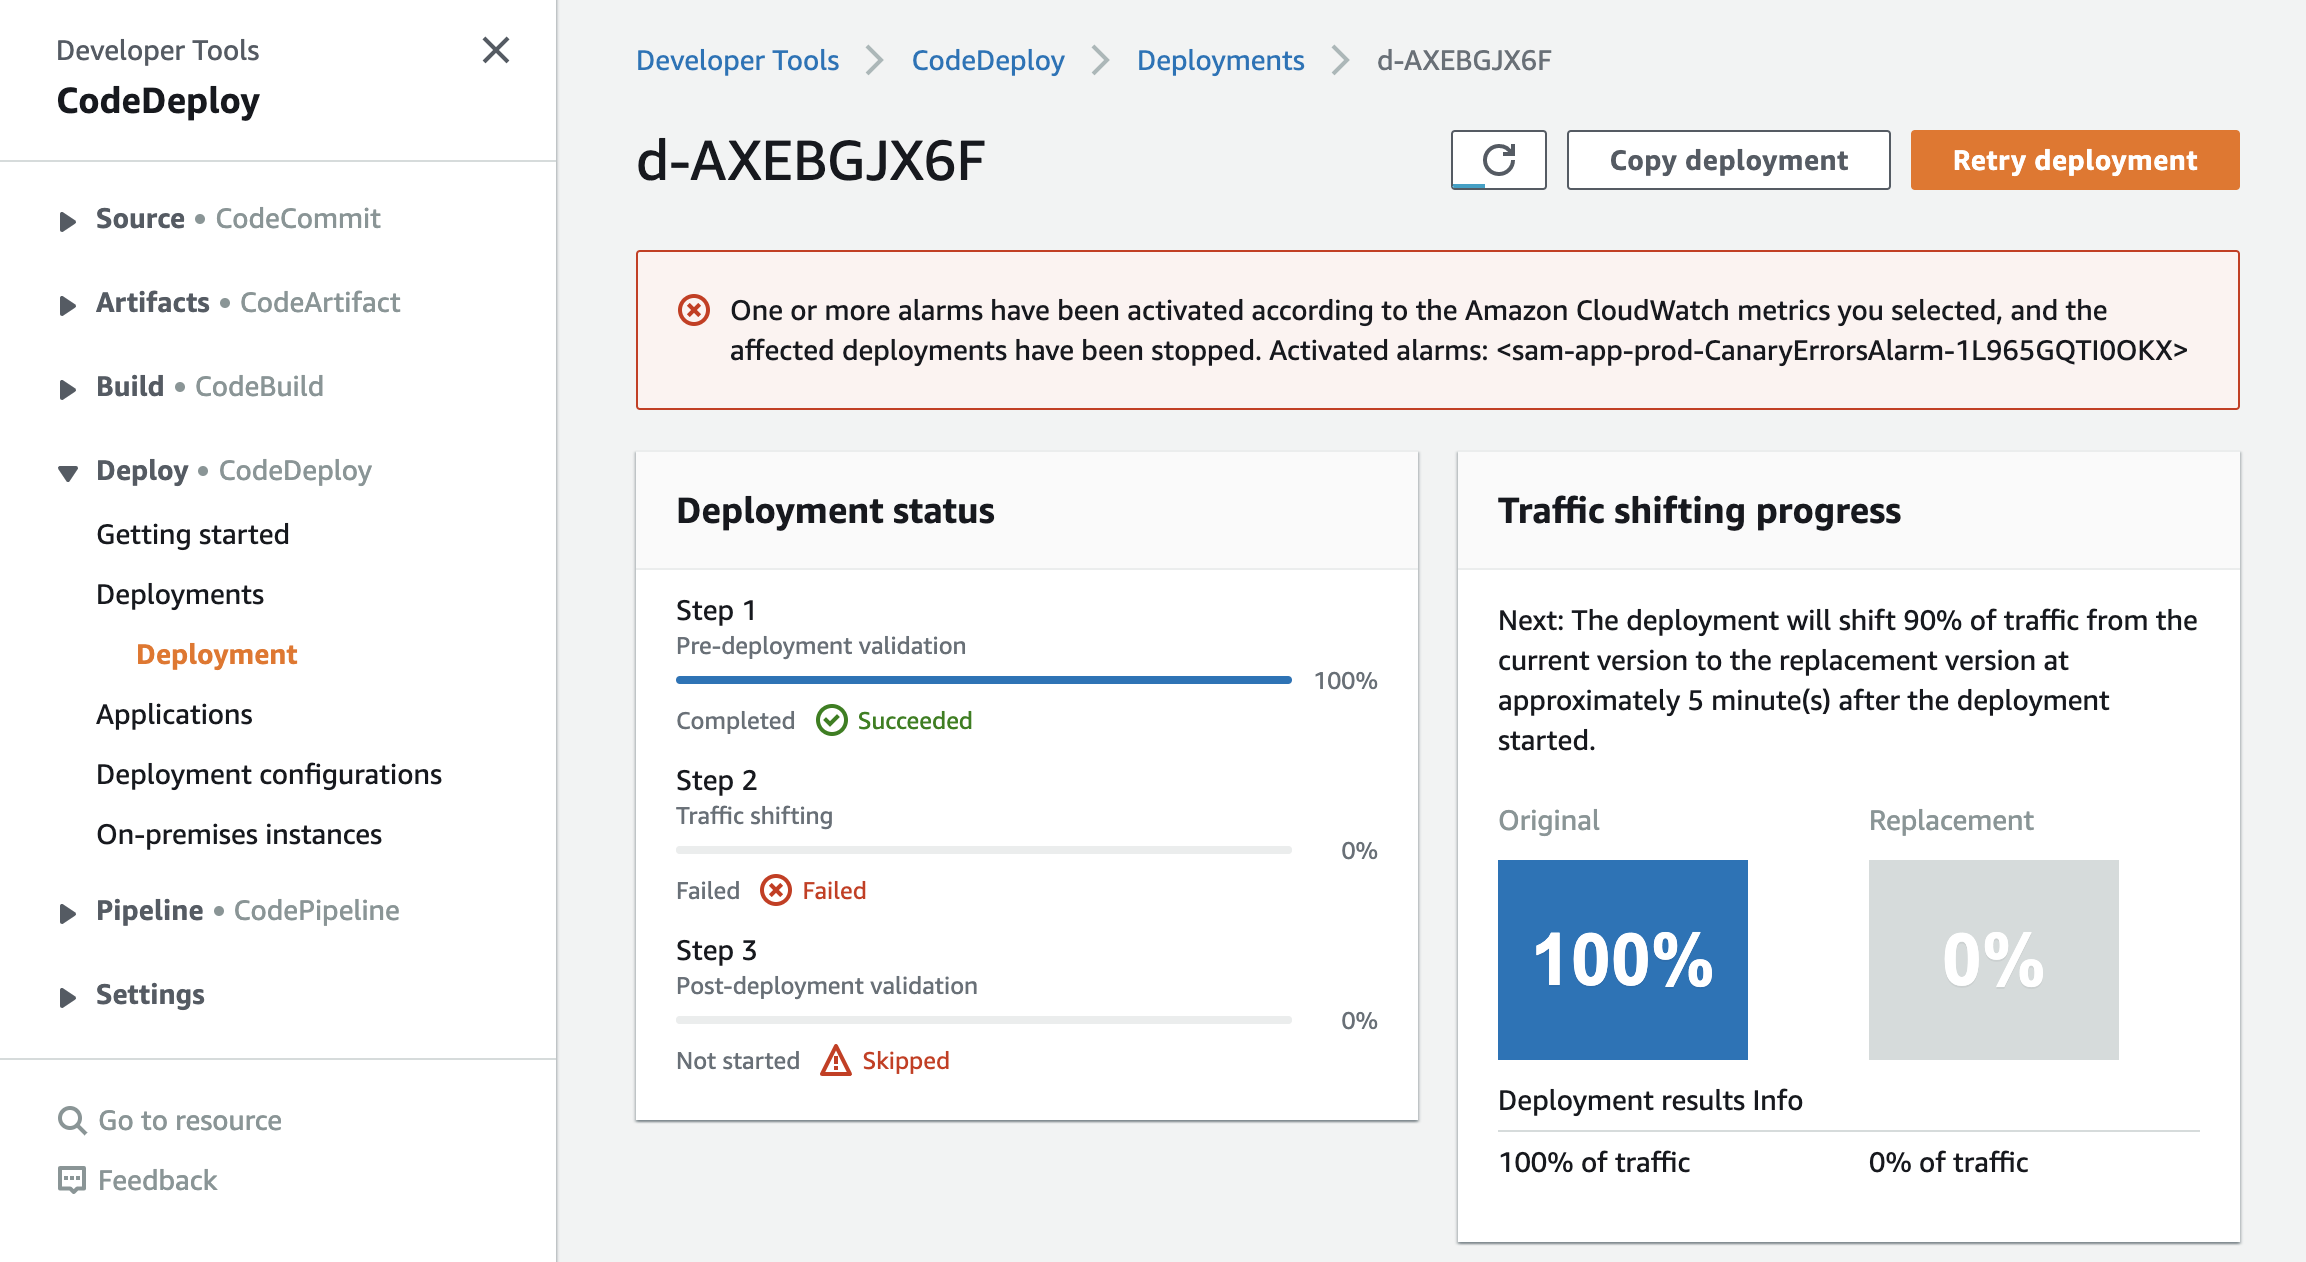 Developer Tools
CodeDeploy
Source • CodeCommit
Artifacts • CodeArtifact
Build • CodeBuild
Deploy • CodeDeploy
Getting started
Deployments
Deployment
Applications
Deployment configurations
On-premises instances
Pipeline • CodePipeline
Settings
Go to resource
Feedback
Developer Tools > CodeDeploy > Deployments > d-AXEBGJX6F
d-AXEBGJX6F
Copy deployment
Retry deployment
One or more alarms have been activated according to the Amazon CloudWatch metrics you selected, and the
affected deployments have been stopped. Activated alarms: <sam-app-prod-CanaryErrorsAlarm-1L965GQTI0OKX>
Deployment status
Step 1
Pre-deployment validation
100%
Completed Succeeded
Step 2
Traffic shifting
0%
Failed Failed
Step 3
Post-deployment validation
0%
Not started Skipped
Traffic shifting progress
Next: The deployment will shift 90% of traffic from the
current version to the replacement version at
approximately 5 minute(s) after the deployment
started.
Original Replacement
100% 0%
Deployment results Info
100% of traffic 0% of traffic